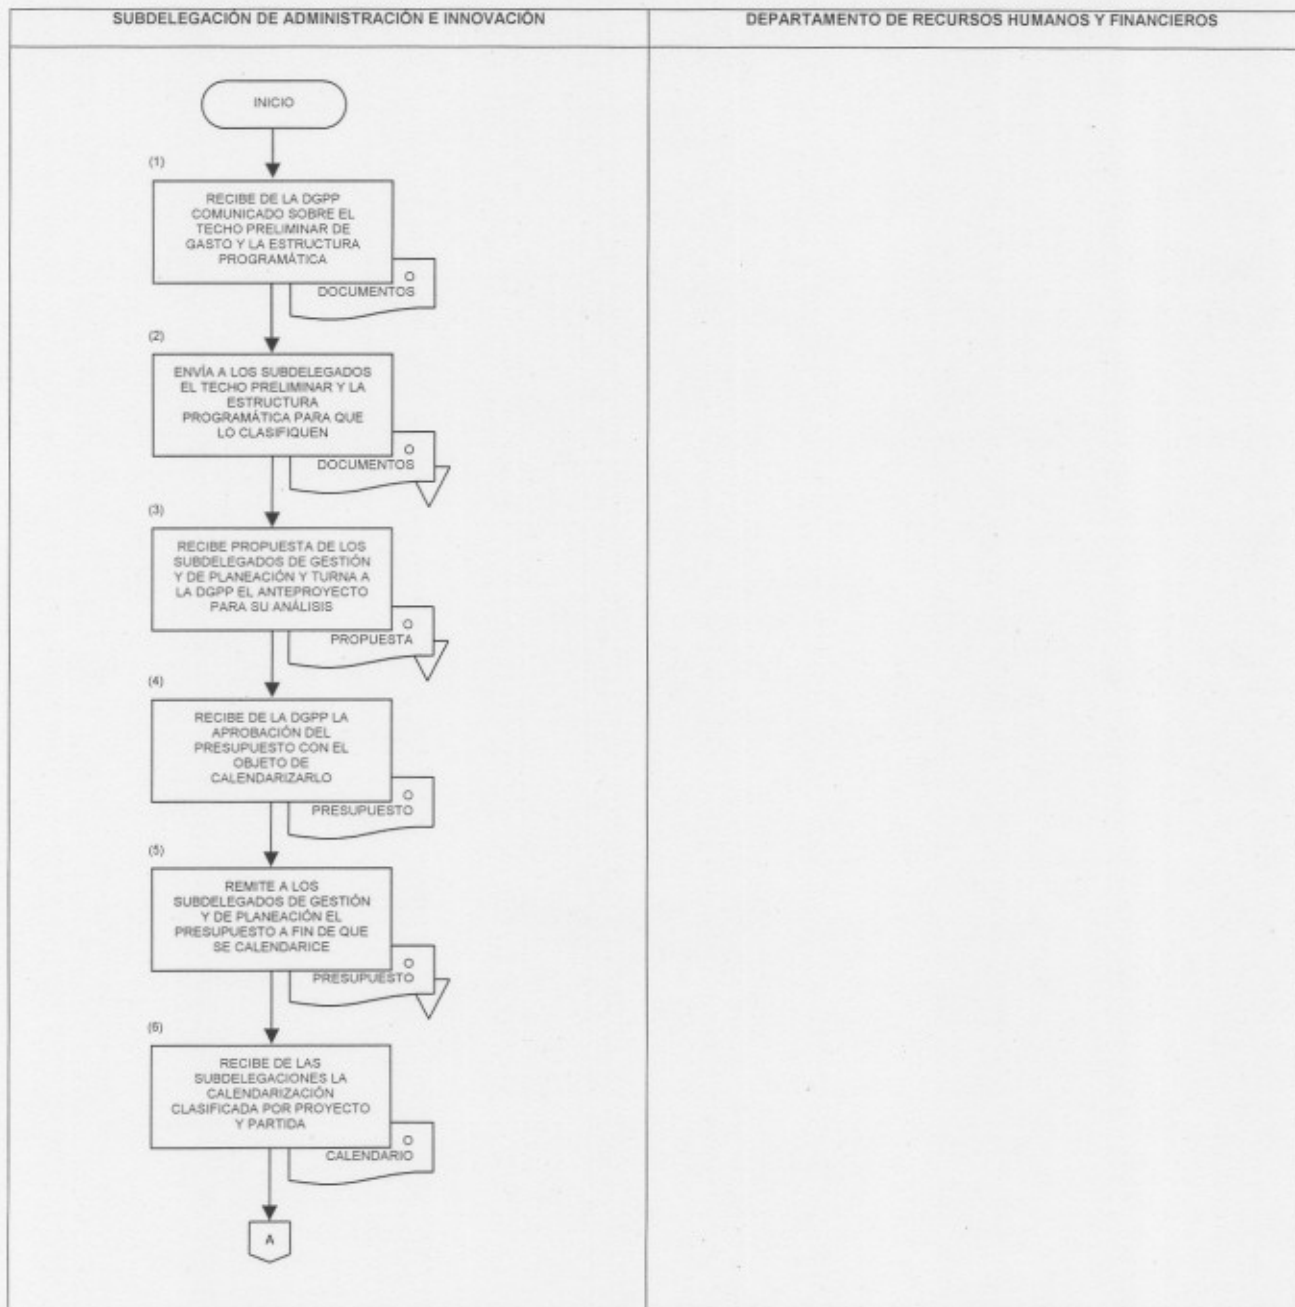 SUBDELEGACIÓN DE ADMINISTRACIÓN E INNOVACIÓN
DEPARTAMENTO DE RECURSOS HUMANOS Y FINANCIEROS
INICIO
(1)
RECIBE DE LA DGPP
COMUNICADO SOBRE EL
TECHO PRELIMINAR DE
GASTO Y LA ESTRUCTURA
PROGRAMÁTICA
O
DOCUMENTOS
(2)
ENVÍA A LOS SUBDELEGADOS
EL TECHO PRELIMINAR Y LA
ESTRUCTURA
PROGRAMÁTICA PARA QUE
LO CLASIFIQUEN
O
DOCUMENTOS
(3)
RECIBE PROPUESTA DE LOS
SUBDELEGADOS DE GESTIÓN
Y DE PLANEACIÓN Y TURNA A
LA DGPP EL ANTEPROYECTO
PARA SU ANÁLISIS
O
PROPUESTA
(4)
RECIBE DE LA DGPP LA
APROBACIÓN DEL
PRESUPUESTO CON EL
OBJETO DE
CALENDARIZARLO
O
PRESUPUESTO
(5)
REMITE A LOS
SUBDELEGADOS DE GESTIÓN
Y DE PLANEACIÓN EL
PRESUPUESTO A FIN DE QUE
SE CALENDARICE
O
PRESUPUESTO
(6)
RECIBE DE LAS
SUBDELEGACIONES LA
CALENDARIZACIÓN
CLASIFICADA POR PROYECTO
Y PARTIDA
O
CALENDARIO
A